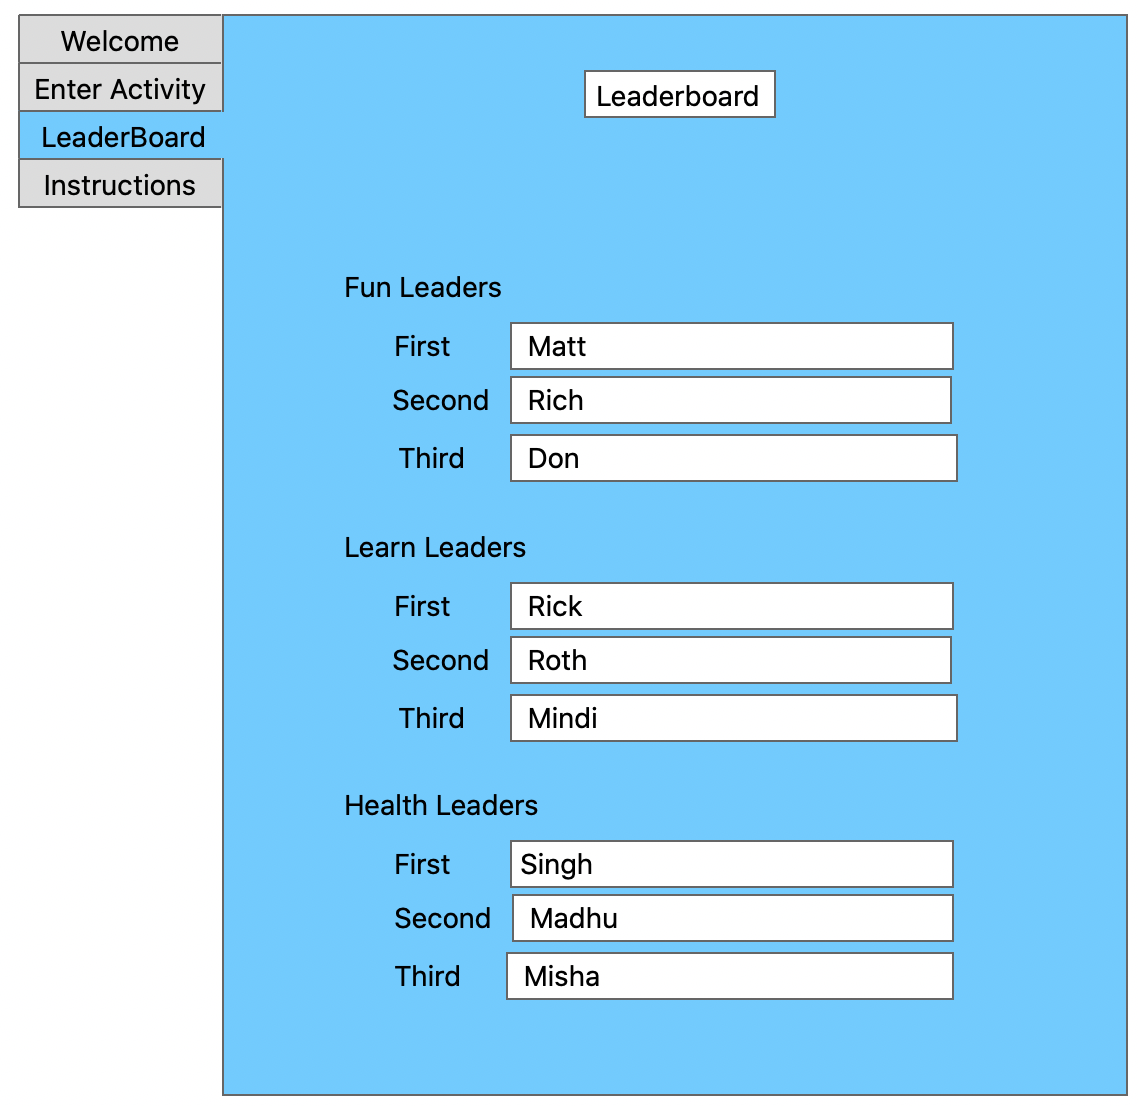 Welcome
Enter Activity
LeaderBoard
Instructions
Leaderboard
Fun Leaders
First Matt
Second Rich
Third Don
Learn Leaders
First Rick
Second Roth
Third Mindi
Health Leaders
First Singh
Second Madhu
Third Misha